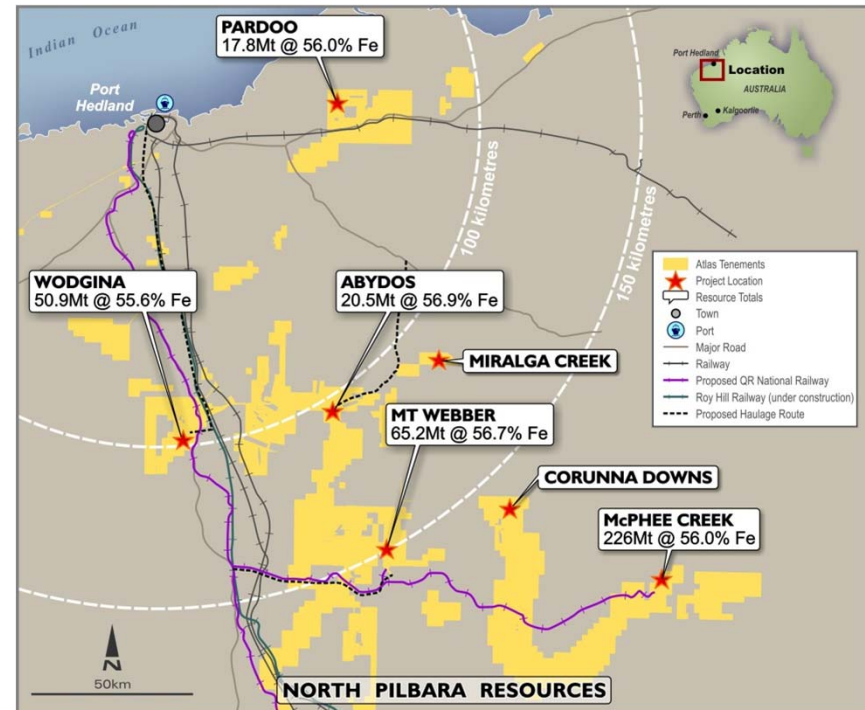 Indian Ocean
PARDOO
17.8Mt @ 56.0% Fe
Port
Hedland
Port Hedland
Location
AUSTRALIA
Kalgoorlie
Perth
100 kilometres
150 kilometres
WODGINA
50.9Mt @ 55.6% Fe
ABYDOS
20.5Mt @ 56.9% Fe
MIRALGA CREEK
MT WEBBER
65.2Mt @ 56.7% Fe
CORUNNA DOWNS
McPHEE CREEK
226Mt @ 56.0% Fe
Atlas Tenements
Project Location
Resource Totals
Town
Port
Major Road
Railway
Proposed QR National Railway
Roy Hill Railway (under construction)
Proposed Haulage Route
N
50km
NORTH PILBARA RESOURCES